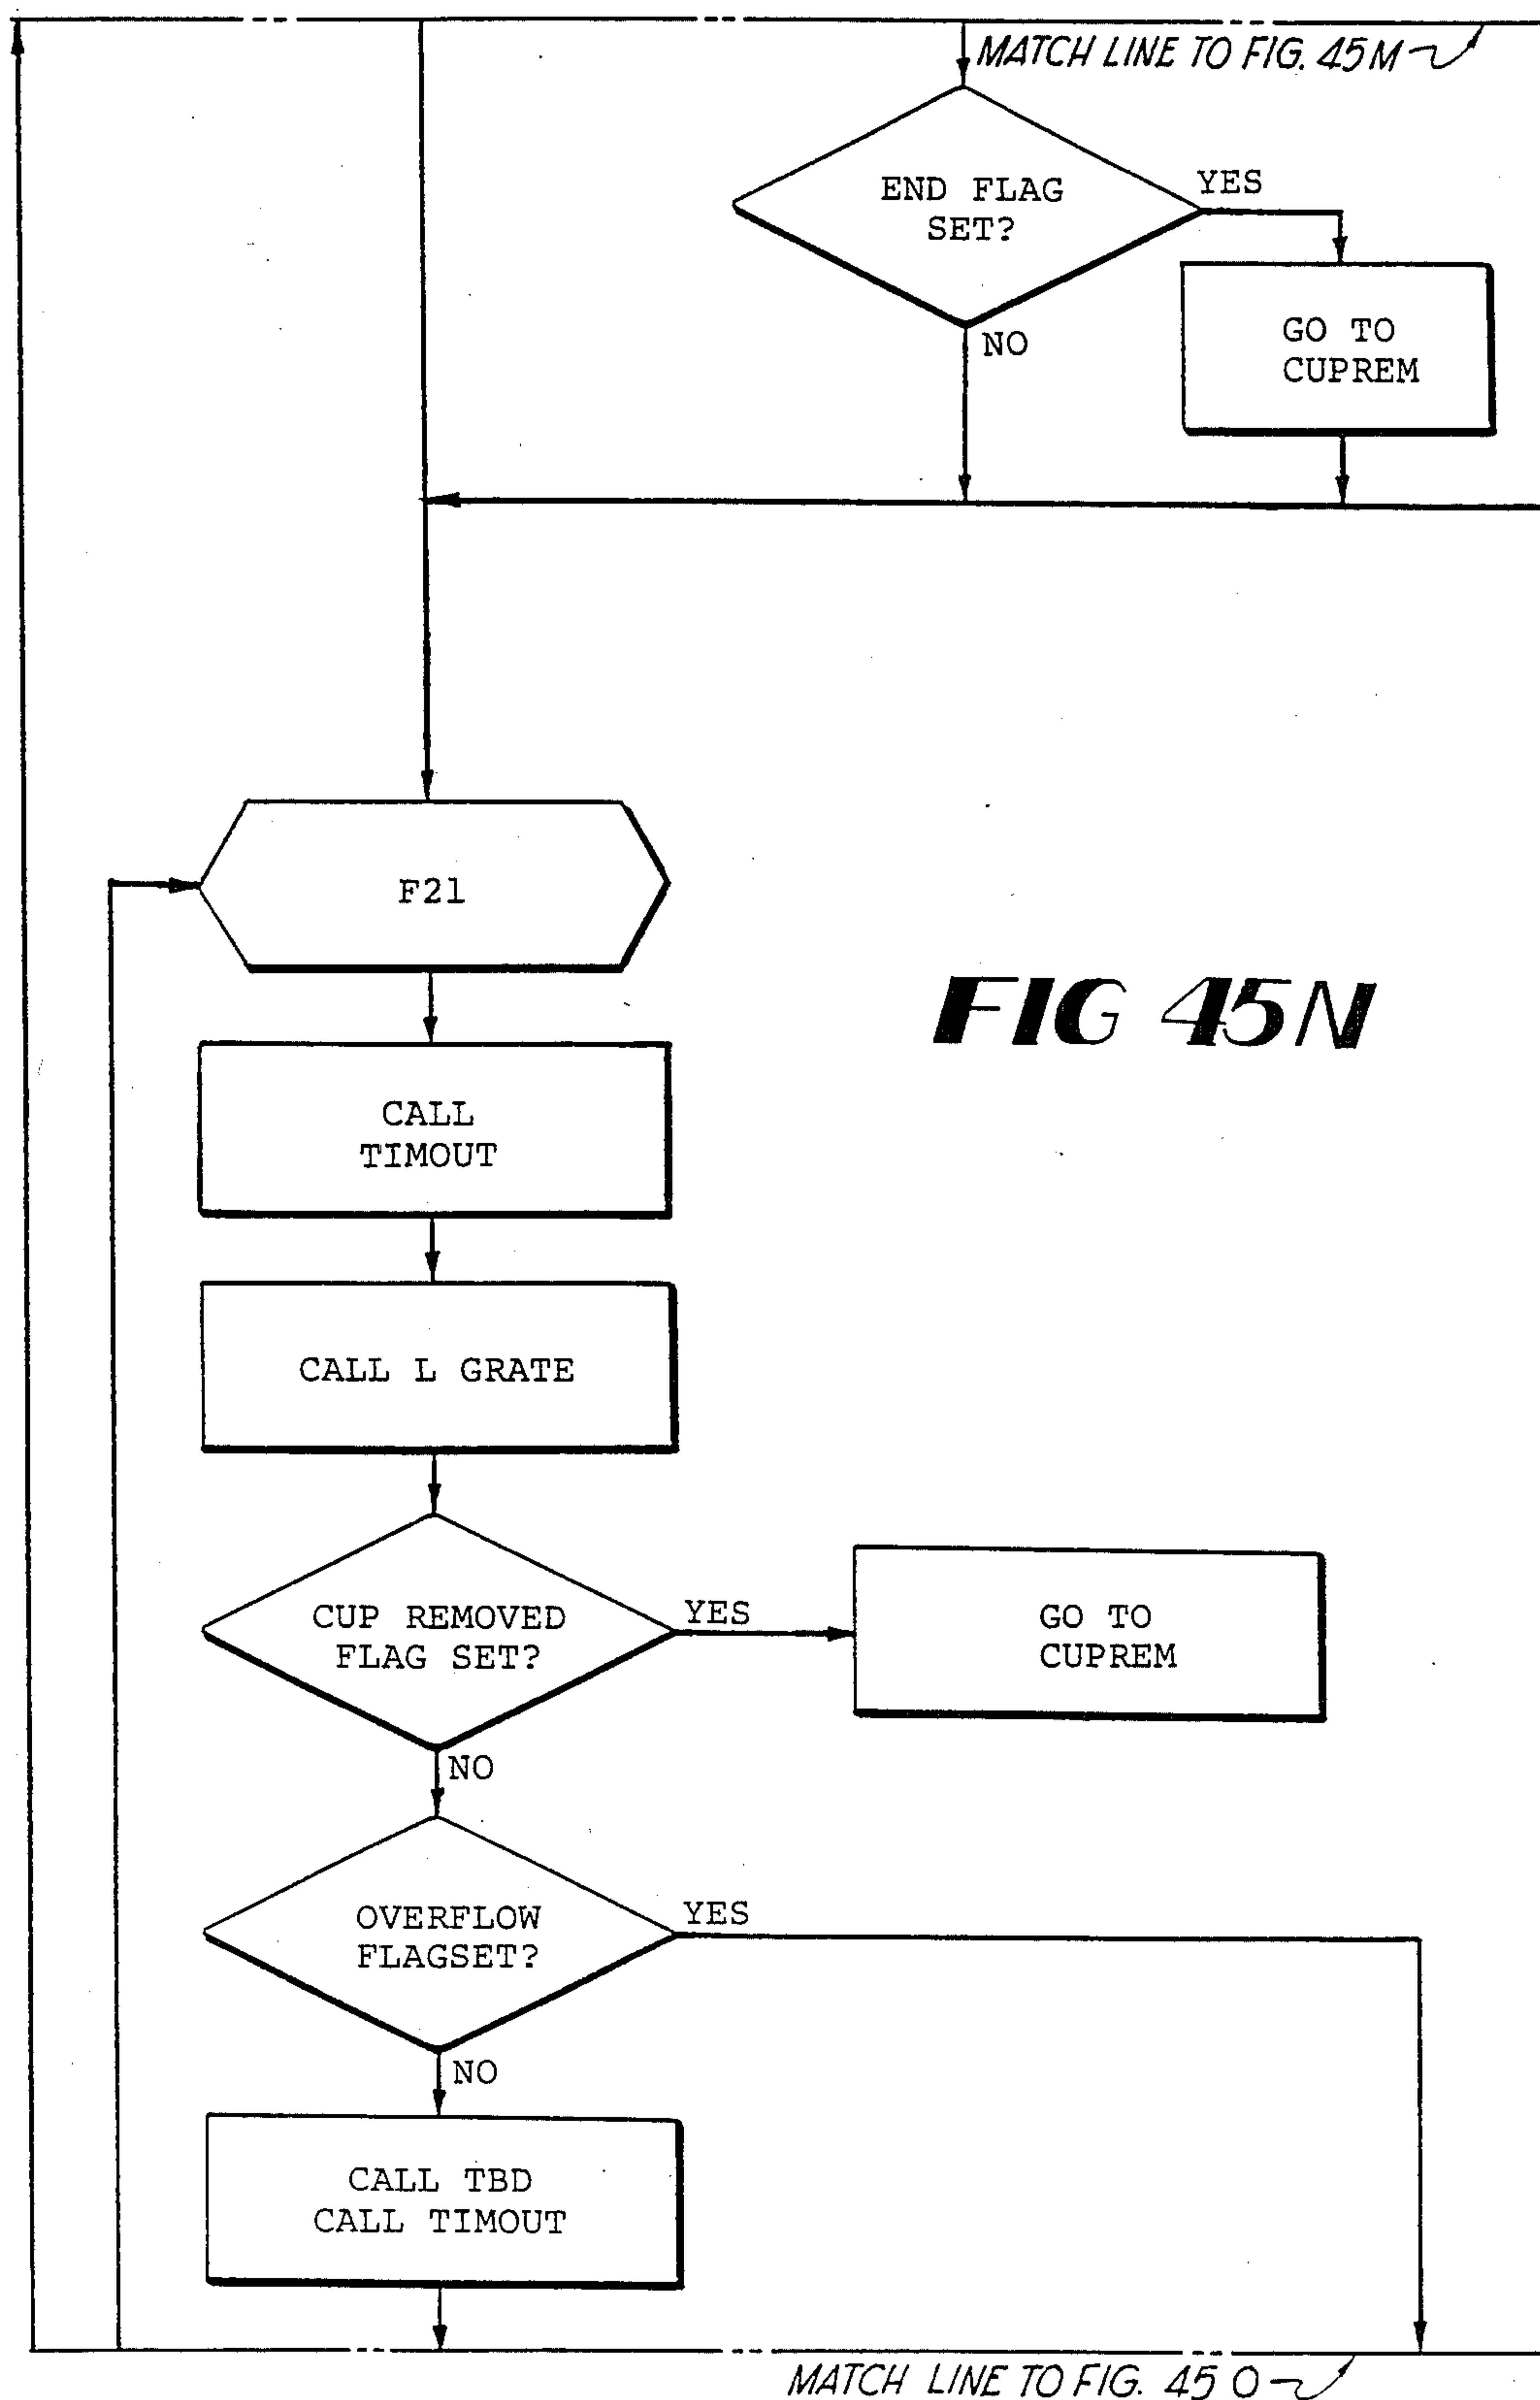 MATCH LINE TO FIG. 45M
END FLAG
SET?
YES
GO TO
CUPREM
NO
F21
FIG 45N
CALL
TIMOUT
CALL L GRATE
CUP REMOVED
FLAG SET?
YES
GO TO
CUPREM
NO
OVERFLOW
FLAGSET?
YES
NO
CALL TBD
CALL TIMOUT
MATCH LINE TO FIG. 45 O